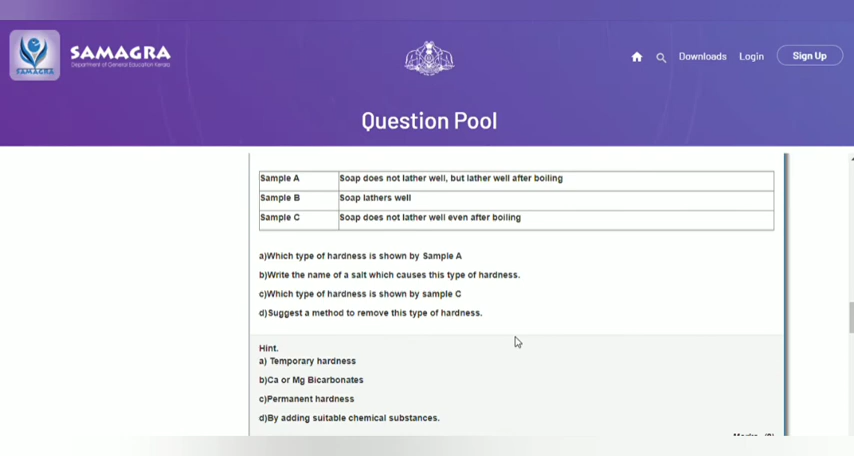 SAMAGRA
Department of General Education Kerala
SAMAGRA
Downloads Login Sign Up
Question Pool
Sample A Soap does not lather well, but lather well after boiling
Sample B Soap lathers well
Sample C Soap does not lather well even after boiling
a)Which type of hardness is shown by Sample A
b)Write the name of a salt which causes this type of hardness.
c)Which type of hardness is shown by sample C
d)Suggest a method to remove this type of hardness.
Hint.
a) Temporary hardness
b)Ca or Mg Bicarbonates
c)Permanent hardness
d)By adding suitable chemical substances.